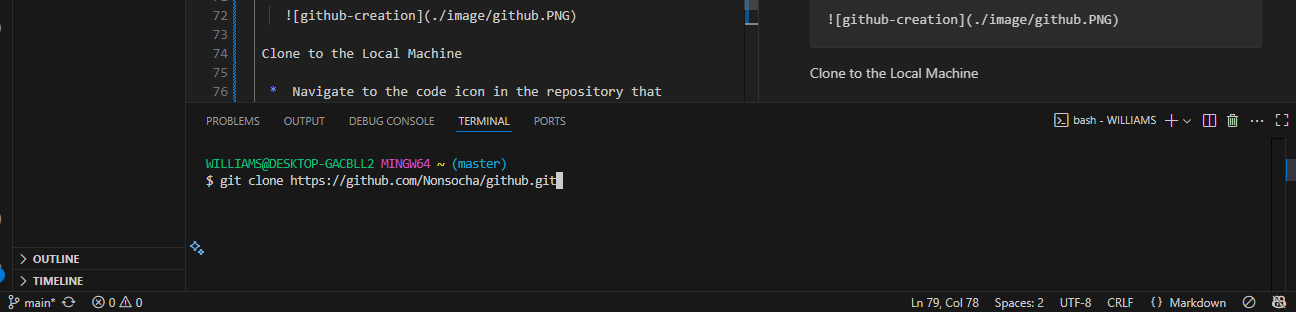 72 ![github-creation](./image/github.PNG)
73
74 Clone to the Local Machine
75
76 * Navigate to the code icon in the repository that
![github-creation](./image/github.PNG)
Clone to the Local Machine
PROBLEMS OUTPUT DEBUG CONSOLE TERMINAL PORTS
bash - WILLIAMS
WILLIAMS@DESKTOP-GACBLL2 MINGW64 ~ (master)
$ git clone https://github.com/Nonsocha/github.git
OUTLINE
TIMELINE
main* 0 0 Ln 79, Col 78 Spaces: 2 UTF-8 CRLF {} Markdown